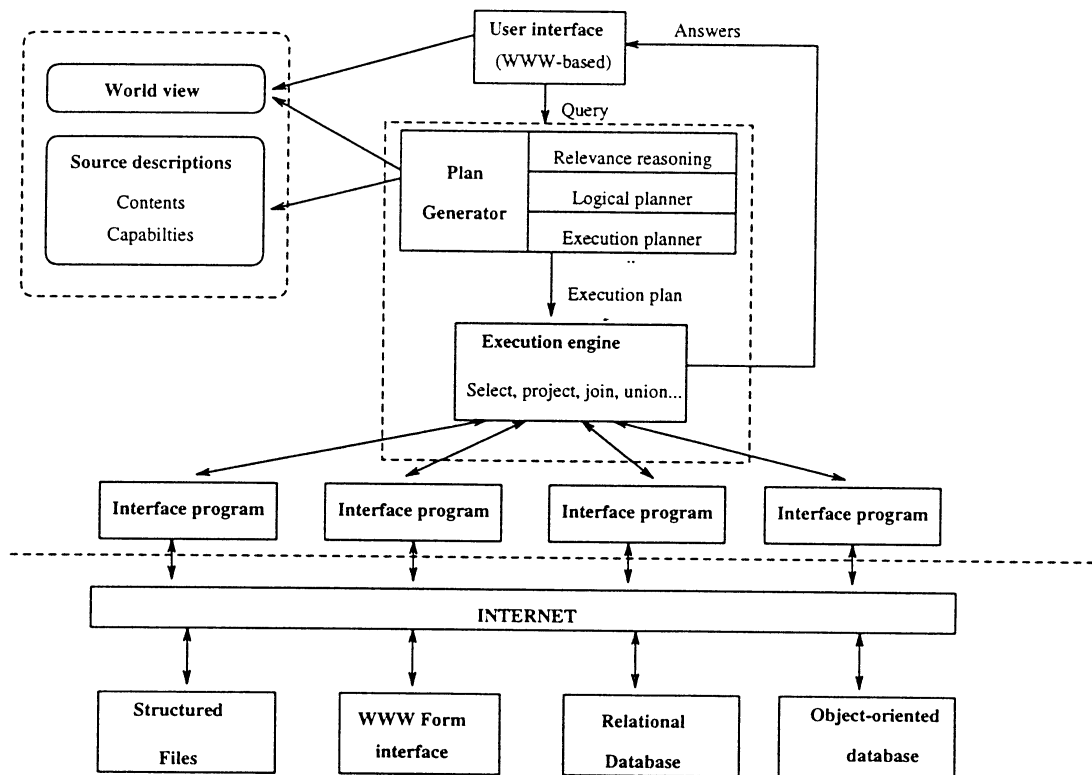 User interface
(WWW-based)
Answers
World view
Query
Source descriptions
Contents
Capabilties
Plan
Generator
Relevance reasoning
Logical planner
Execution planner
Execution plan
Execution engine
Select, project, join, union...
Interface program
Interface program
Interface program
Interface program
INTERNET
Structured
Files
WWW Form
interface
Relational
Database
Object-oriented
database